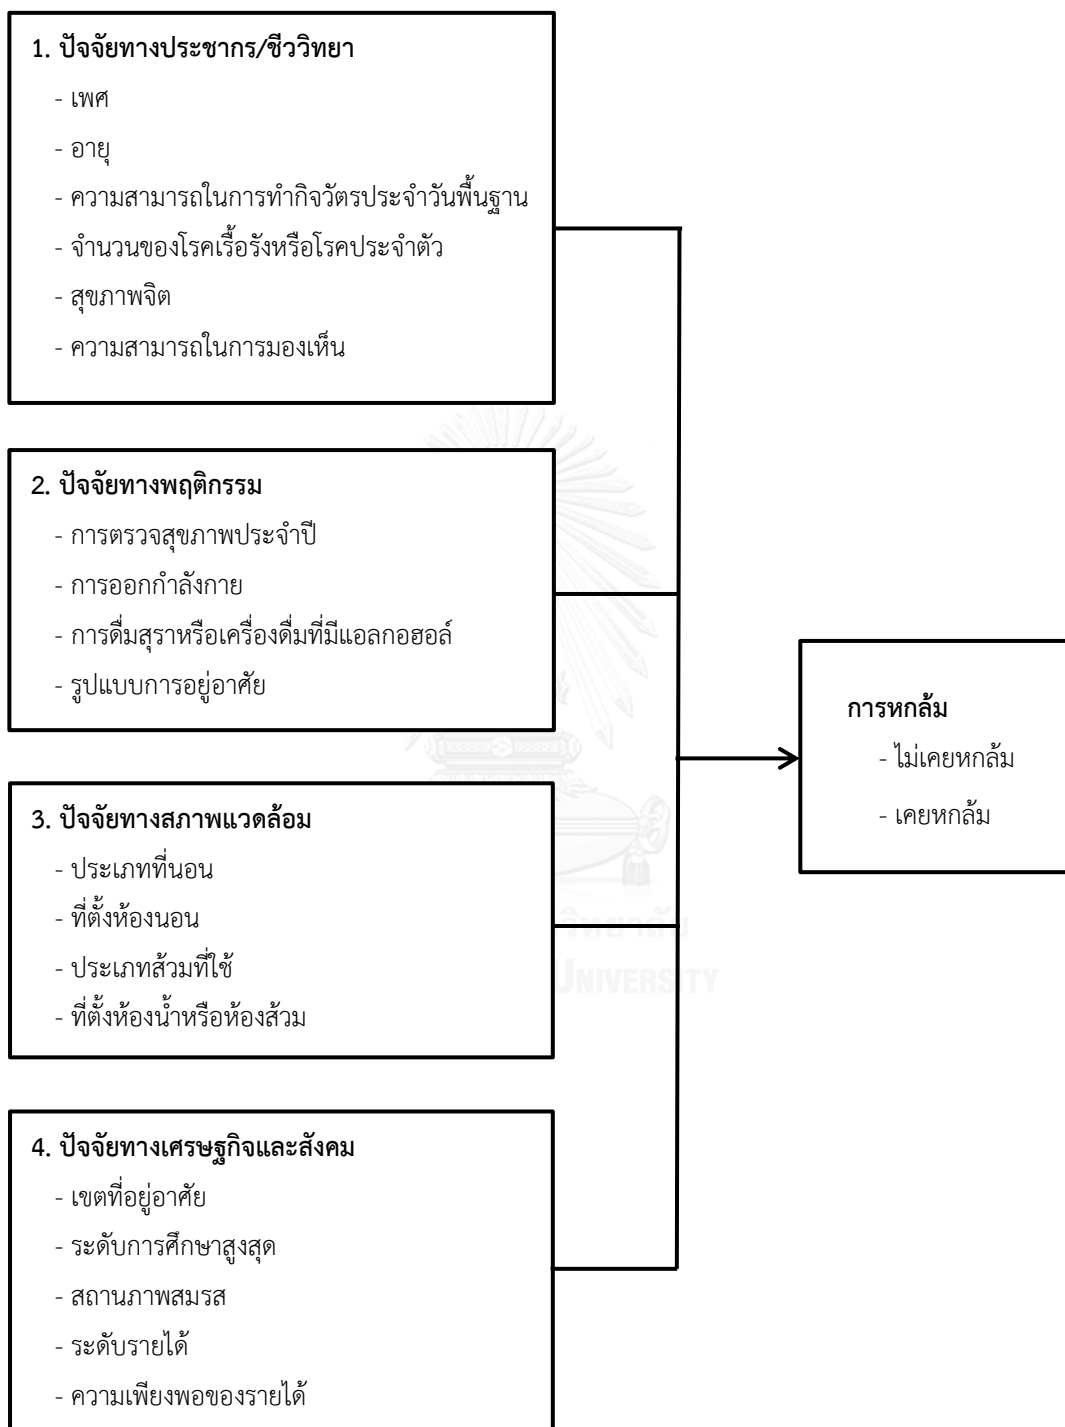 1. ปัจจัยทางประชากร/ชีววิทยา
- เพศ
- อายุ
- ความสามารถในการทำกิจวัตรประจำวันพื้นฐาน
- จำนวนของโรคเรื้อรังหรือโรคประจำตัว
- สุขภาพจิต
- ความสามารถในการมองเห็น
2. ปัจจัยทางพฤติกรรม
- การตรวจสุขภาพประจำปี
- การออกกำลังกาย
- การดื่มสุราหรือเครื่องดื่มที่มีแอลกอฮอล์
- รูปแบบการอยู่อาศัย
3. ปัจจัยทางสภาพแวดล้อม
- ประเภทที่นอน
- ที่ตั้งห้องนอน
- ประเภทส้วมที่ใช้
- ที่ตั้งห้องน้ำหรือห้องส้วม
4. ปัจจัยทางเศรษฐกิจและสังคม
- เขตที่อยู่อาศัย
- ระดับการศึกษาสูงสุด
- สถานภาพสมรส
- ระดับรายได้
- ความเพียงพอของรายได้
การหกล้ม
- ไม่เคยหกล้ม
- เคยหกล้ม
วิทยาลัย
UNIVERSITY